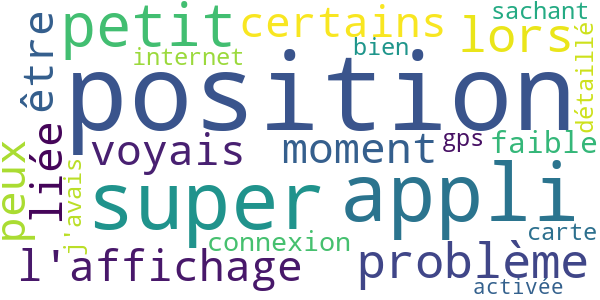 sachant
petit
certains
lors
être
bien
internet
détaillé
position
gps
faible
voyais
moment
liée
peux
j'avais
super
appli
carte
connexion
l'affichage
problème
activée